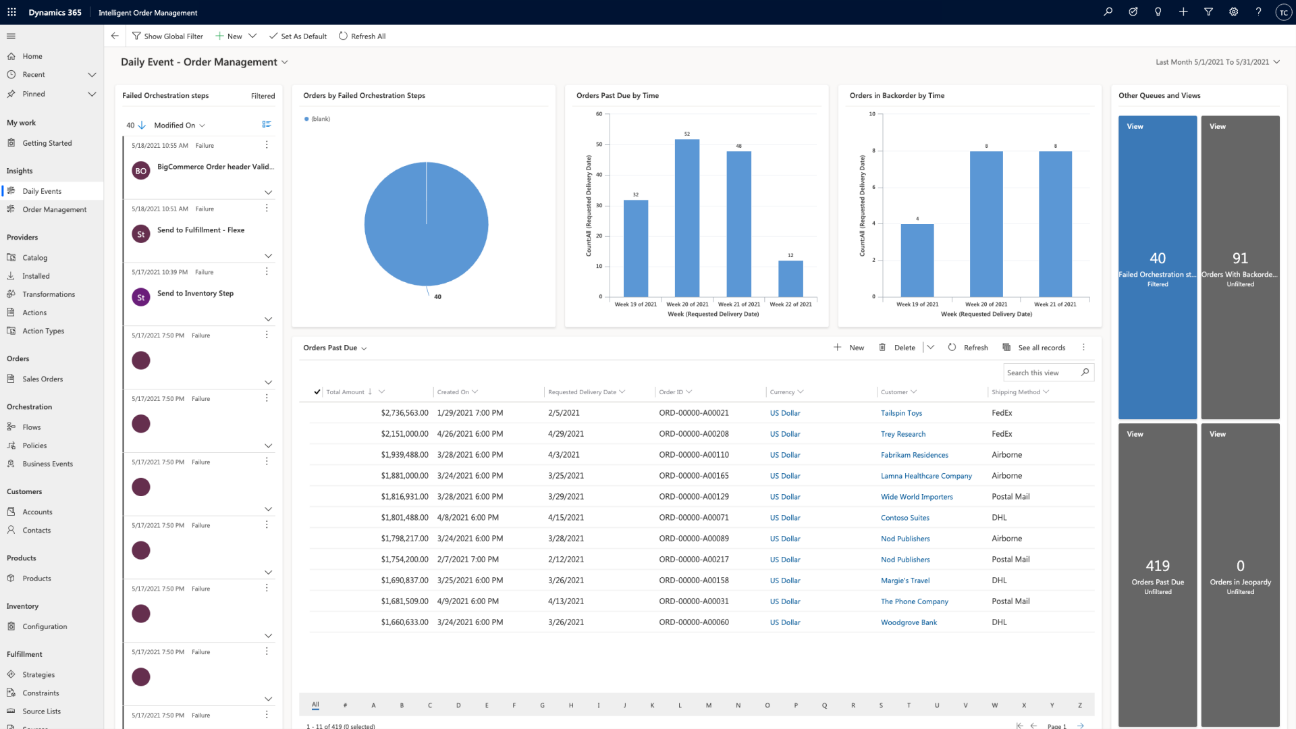 Dynamics 365 Intelligent Order Management ? TC
Show Global Filter New Set As Default Refresh All
Home
Recent
Pinned
My work
Getting Started
Insights
Daily Events
Order Management
Providers
Catalog
Installed
Transformations
Actions
Action Types
Orders
Sales Orders
Orchestration
Flows
Policies
Business Events
Customers
Accounts
Contacts
Products
Products
Inventory
Configuration
Fulfillment
Strategies
Constraints
Source Lists
Daily Event - Order Management
Last Month 5/1/2021 To 5/31/2021
Failed Orchestration steps Filtered
40 Modified On
5/18/2021 10:55 AM Failure
BO BigCommerce Order header Valid...
5/18/2021 10:51 AM Failure
St Send to Fulfillment - Flexe
5/17/2021 10:39 PM Failure
St Send to Inventory Step
5/17/2021 7:50 PM Failure
5/17/2021 7:50 PM Failure
5/17/2021 7:50 PM Failure
5/17/2021 7:50 PM Failure
5/17/2021 7:50 PM Failure
5/17/2021 7:50 PM Failure
5/17/2021 7:50 PM Failure
Orders by Failed Orchestration Steps
(blank)
40
Orders Past Due by Time
Count:All (Requested Delivery Date)
60
50
40
30
20
10
0
32
52
48
12
Week 19 of 2021 Week 20 of 2021 Week 21 of 2021 Week 22 of 2021
Week (Requested Delivery Date)
Orders in Backorder by Time
Count:All (Requested Delivery Date)
10
8
6
4
2
0
4
8
8
Week 19 of 2021 Week 20 of 2021 Week 21 of 2021
Week (Requested Delivery Date)
Orders Past Due
New Delete Refresh See all records
Search this view
Total Amount Created On Requested Delivery Date Order ID Currency Customer Shipping Method
$2,736,563.00 1/29/2021 7:00 PM 2/5/2021 ORD-00000-A00021 US Dollar Tailspin Toys FedEx
$2,151,000.00 4/26/2021 6:00 PM 4/29/2021 ORD-00000-A00208 US Dollar Trey Research FedEx
$1,939,488.00 3/28/2021 6:00 PM 4/3/2021 ORD-00000-A00110 US Dollar Fabrikam Residences Airborne
$1,881,000.00 3/24/2021 6:00 PM 3/25/2021 ORD-00000-A00165 US Dollar Lamna Healthcare Company Airborne
$1,816,931.00 3/28/2021 6:00 PM 3/29/2021 ORD-00000-A00129 US Dollar Wide World Importers Postal Mail
$1,801,488.00 4/8/2021 6:00 PM 4/15/2021 ORD-00000-A00071 US Dollar Contoso Suites DHL
$1,798,217.00 3/24/2021 6:00 PM 3/28/2021 ORD-00000-A00089 US Dollar Nod Publishers Airborne
$1,754,200.00 2/7/2021 7:00 PM 2/12/2021 ORD-00000-A00217 US Dollar Nod Publishers Postal Mail
$1,690,837.00 3/25/2021 6:00 PM 3/26/2021 ORD-00000-A00158 US Dollar Margie's Travel DHL
$1,681,509.00 4/9/2021 6:00 PM 4/13/2021 ORD-00000-A00031 US Dollar The Phone Company Postal Mail
$1,660,633.00 3/24/2021 6:00 PM 3/26/2021 ORD-00000-A00060 US Dollar Woodgrove Bank DHL
All # A B C D E F G H I J K L M N O P Q R S T U V W X Y Z
1 - 11 of 419 (0 selected) Page 1
Other Queues and Views
View
40
Failed Orchestration st...
Filtered
View
91
Orders With Backorde...
Unfiltered
View
419
Orders Past Due
Unfiltered
View
0
Orders in Jeopardy
Unfiltered